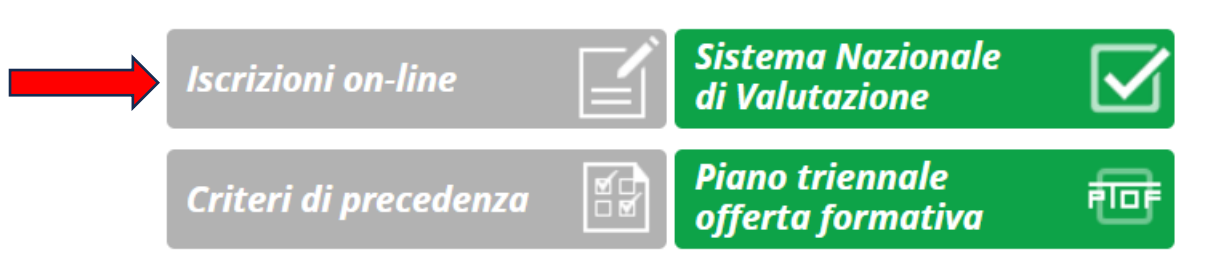 Iscrizioni on-line
Sistema Nazionale
di Valutazione
Criteri di precedenza
Piano triennale
offerta formativa
PTOF